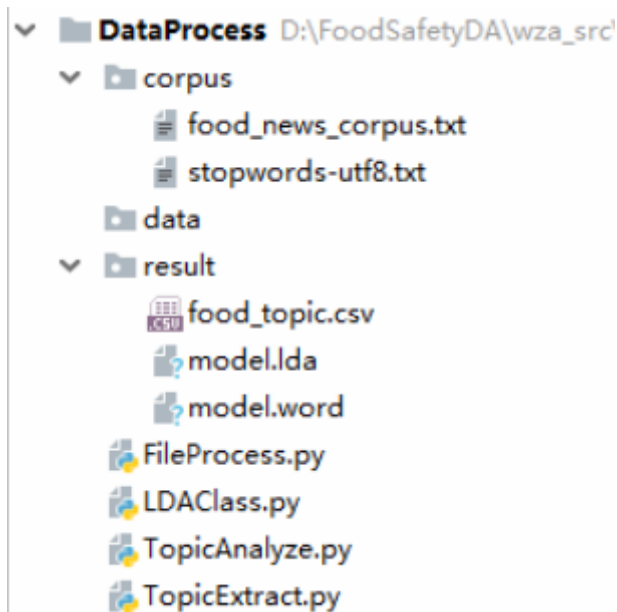 DataProcess D:\FoodSafetyDA\wza_src\
corpus
food_news_corpus.txt
stopwords-utf8.txt
data
result
food_topic.csv
model.lda
model.word
FileProcess.py
LDAClass.py
TopicAnalyze.py
TopicExtract.py